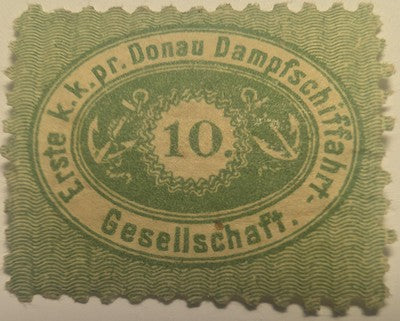 Erste k. k. pr. Donau Dampfschiffahrt-
Gesellschaft.
10.